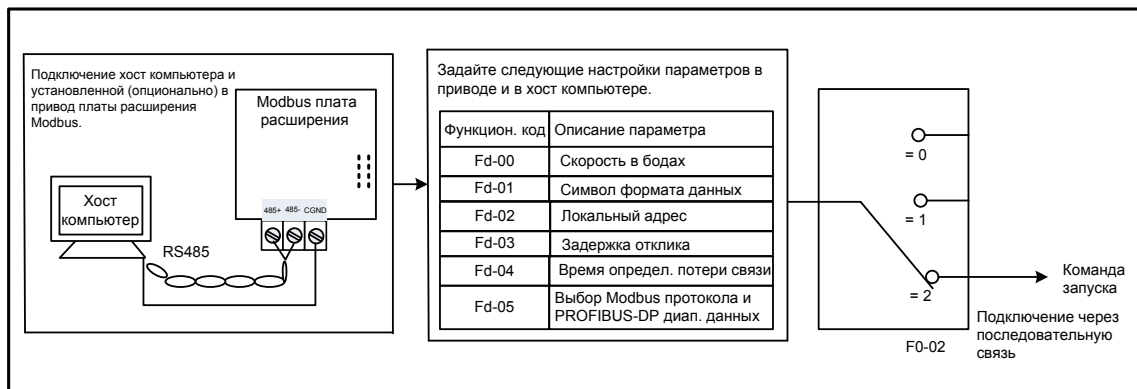 Подключение хост компьютера и
установленной (опционально) в
привод платы расширения
Modbus.
Modbus плата
расширения
485+ 485- CGND
Хост
компьютер
RS485
Задайте следующие настройки параметров в
приводе и в хост компьютере.
Функцион. код Описание параметра
Fd-00 Скорость в бодах
Fd-01 Символ формата данных
Fd-02 Локальный адрес
Fd-03 Задержка отклика
Fd-04 Время определ. потери связи
Fd-05 Выбор Modbus протокола и
PROFIBUS-DP диап. данных
= 0
= 1
= 2
F0-02
Команда
запуска
Подключение через
последовательную
связь